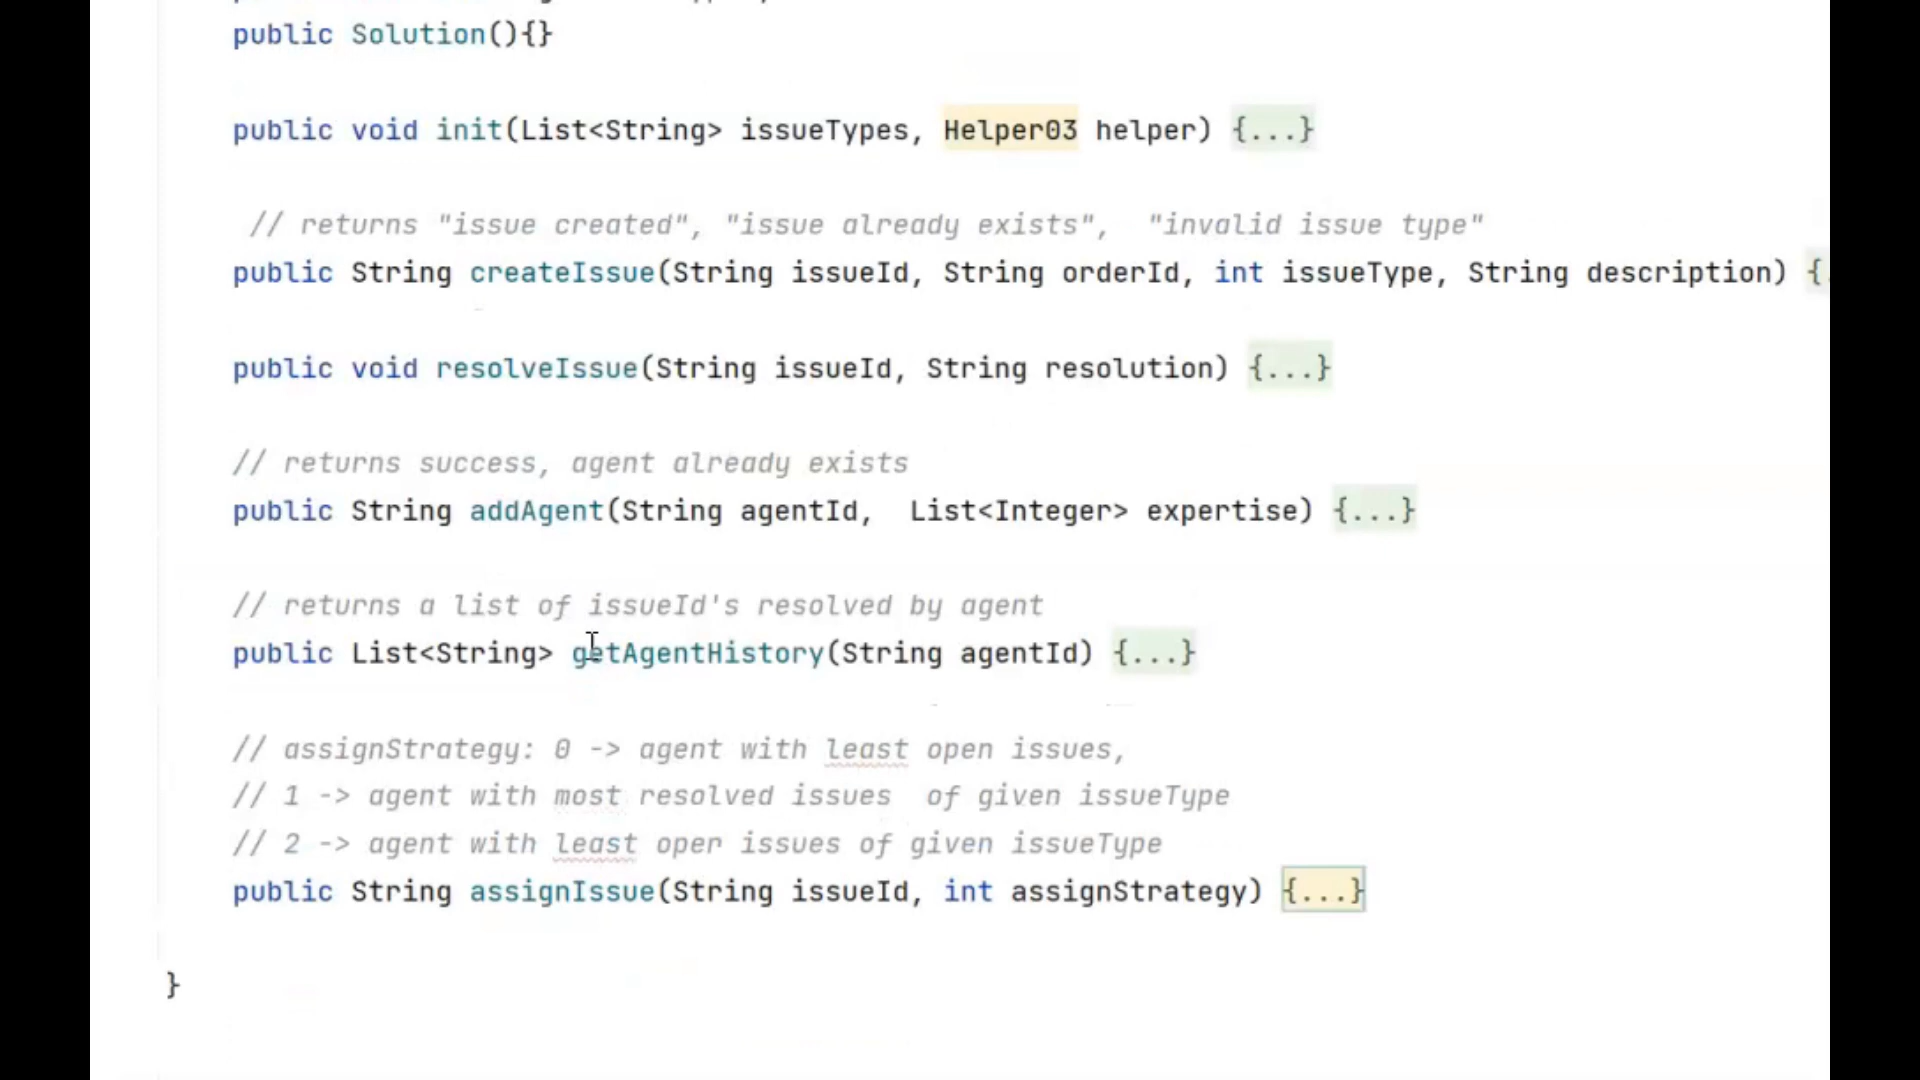 public Solution(){}
public void init(List<String> issueTypes, Helper03 helper) {...}
// returns "issue created", "issue already exists",  "invalid issue type"
public String createIssue(String issueId, String orderId, int issueType, String description) {.
public void resolveIssue(String issueId, String resolution) {...}
// returns success, agent already exists
public String addAgent(String agentId,  List<Integer> expertise) {...}
// returns a list of issueId's resolved by agent
public List<String> getAgentHistory(String agentId) {...}
// assignStrategy: 0 -> agent with least open issues,
// 1 -> agent with most resolved issues  of given issueType
// 2 -> agent with least oper issues of given issueType
public String assignIssue(String issueId, int assignStrategy) {...}
}